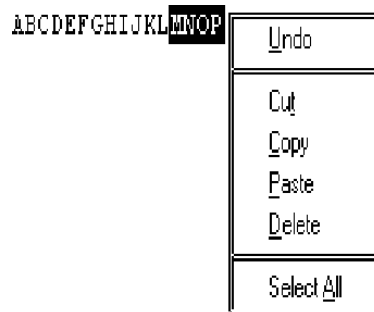 ABCDEFGHIJKLMNOP
Undo
Cut
Copy
Paste
Delete
Select All